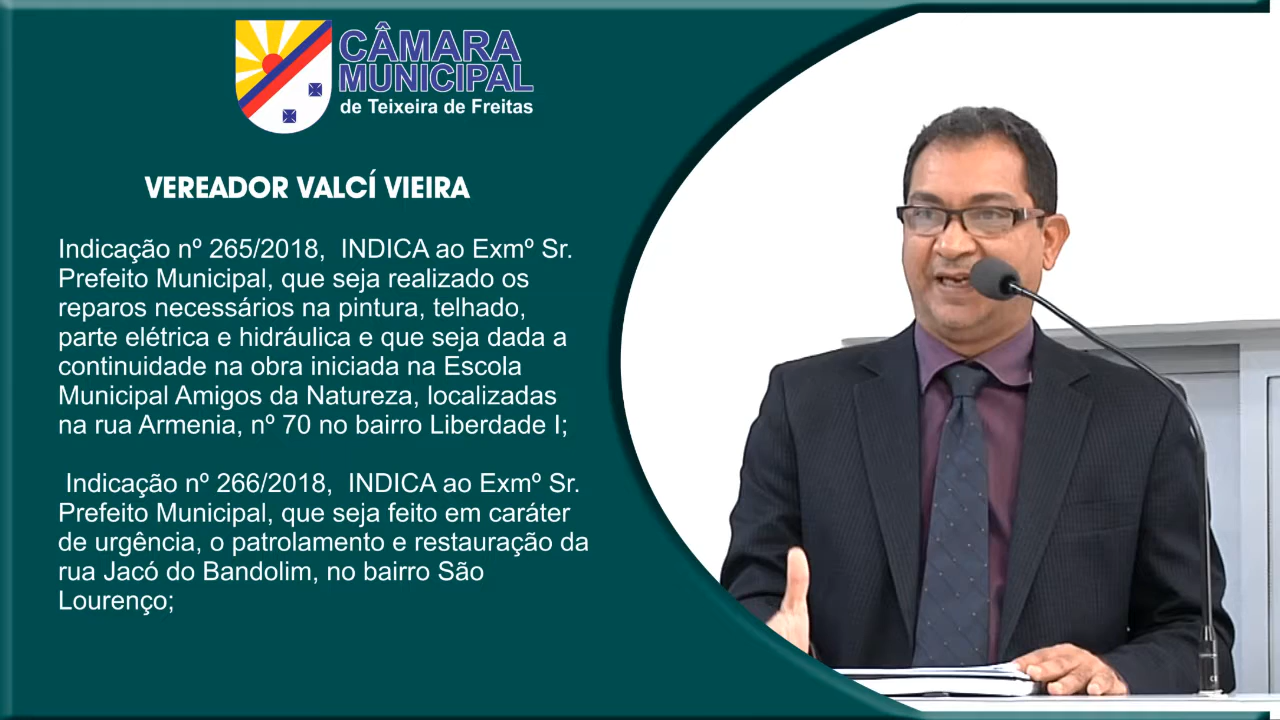 CÂMARA
MUNICIPAL
de Teixeira de Freitas
VEREADOR VALCÍ VIEIRA
Indicação nº 265/2018, INDICA ao Exmº Sr.
Prefeito Municipal, que seja realizado os
reparos necessários na pintura, telhado,
parte elétrica e hidráulica e que seja dada a
continuidade na obra iniciada na Escola
Municipal Amigos da Natureza, localizadas
na rua Armenia, nº 70 no bairro Liberdade I;
Indicação nº 266/2018, INDICA ao Exmº Sr.
Prefeito Municipal, que seja feito em caráter
de urgência, o patrolamento e restauração da
rua Jacó do Bandolim, no bairro São
Lourenço;